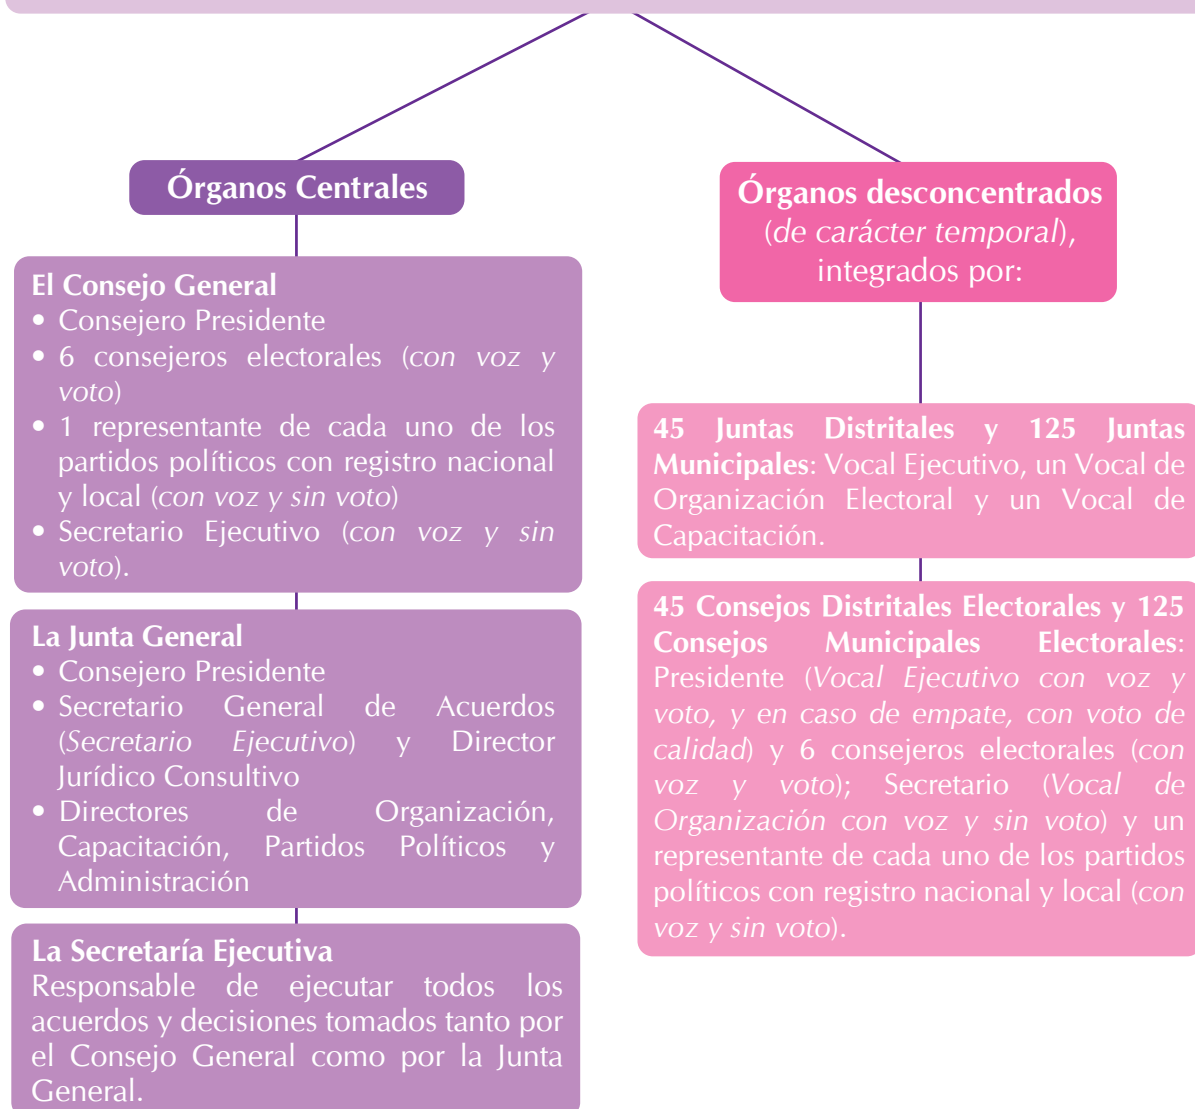 Órganos Centrales
El Consejo General
• Consejero Presidente
• 6 consejeros electorales (con voz y
voto)
• 1 representante de cada uno de los
partidos políticos con registro nacional
y local (con voz y sin voto)
• Secretario Ejecutivo (con voz y sin
voto).
La Junta General
• Consejero Presidente
• Secretario General de Acuerdos
(Secretario Ejecutivo) y Director
Jurídico Consultivo
• Directores de Organización,
Capacitación, Partidos Políticos y
Administración
La Secretaría Ejecutiva
Responsable de ejecutar todos los
acuerdos y decisiones tomados tanto por
el Consejo General como por la Junta
General.
Órganos desconcentrados
(de carácter temporal),
integrados por:
45 Juntas Distritales y 125 Juntas
Municipales: Vocal Ejecutivo, un Vocal de
Organización Electoral y un Vocal de
Capacitación.
45 Consejos Distritales Electorales y 125
Consejos Municipales Electorales:
Presidente (Vocal Ejecutivo con voz y
voto, y en caso de empate, con voto de
calidad) y 6 consejeros electorales (con
voz y voto); Secretario (Vocal de
Organización con voz y sin voto) y un
representante de cada uno de los partidos
políticos con registro nacional y local (con
voz y sin voto).